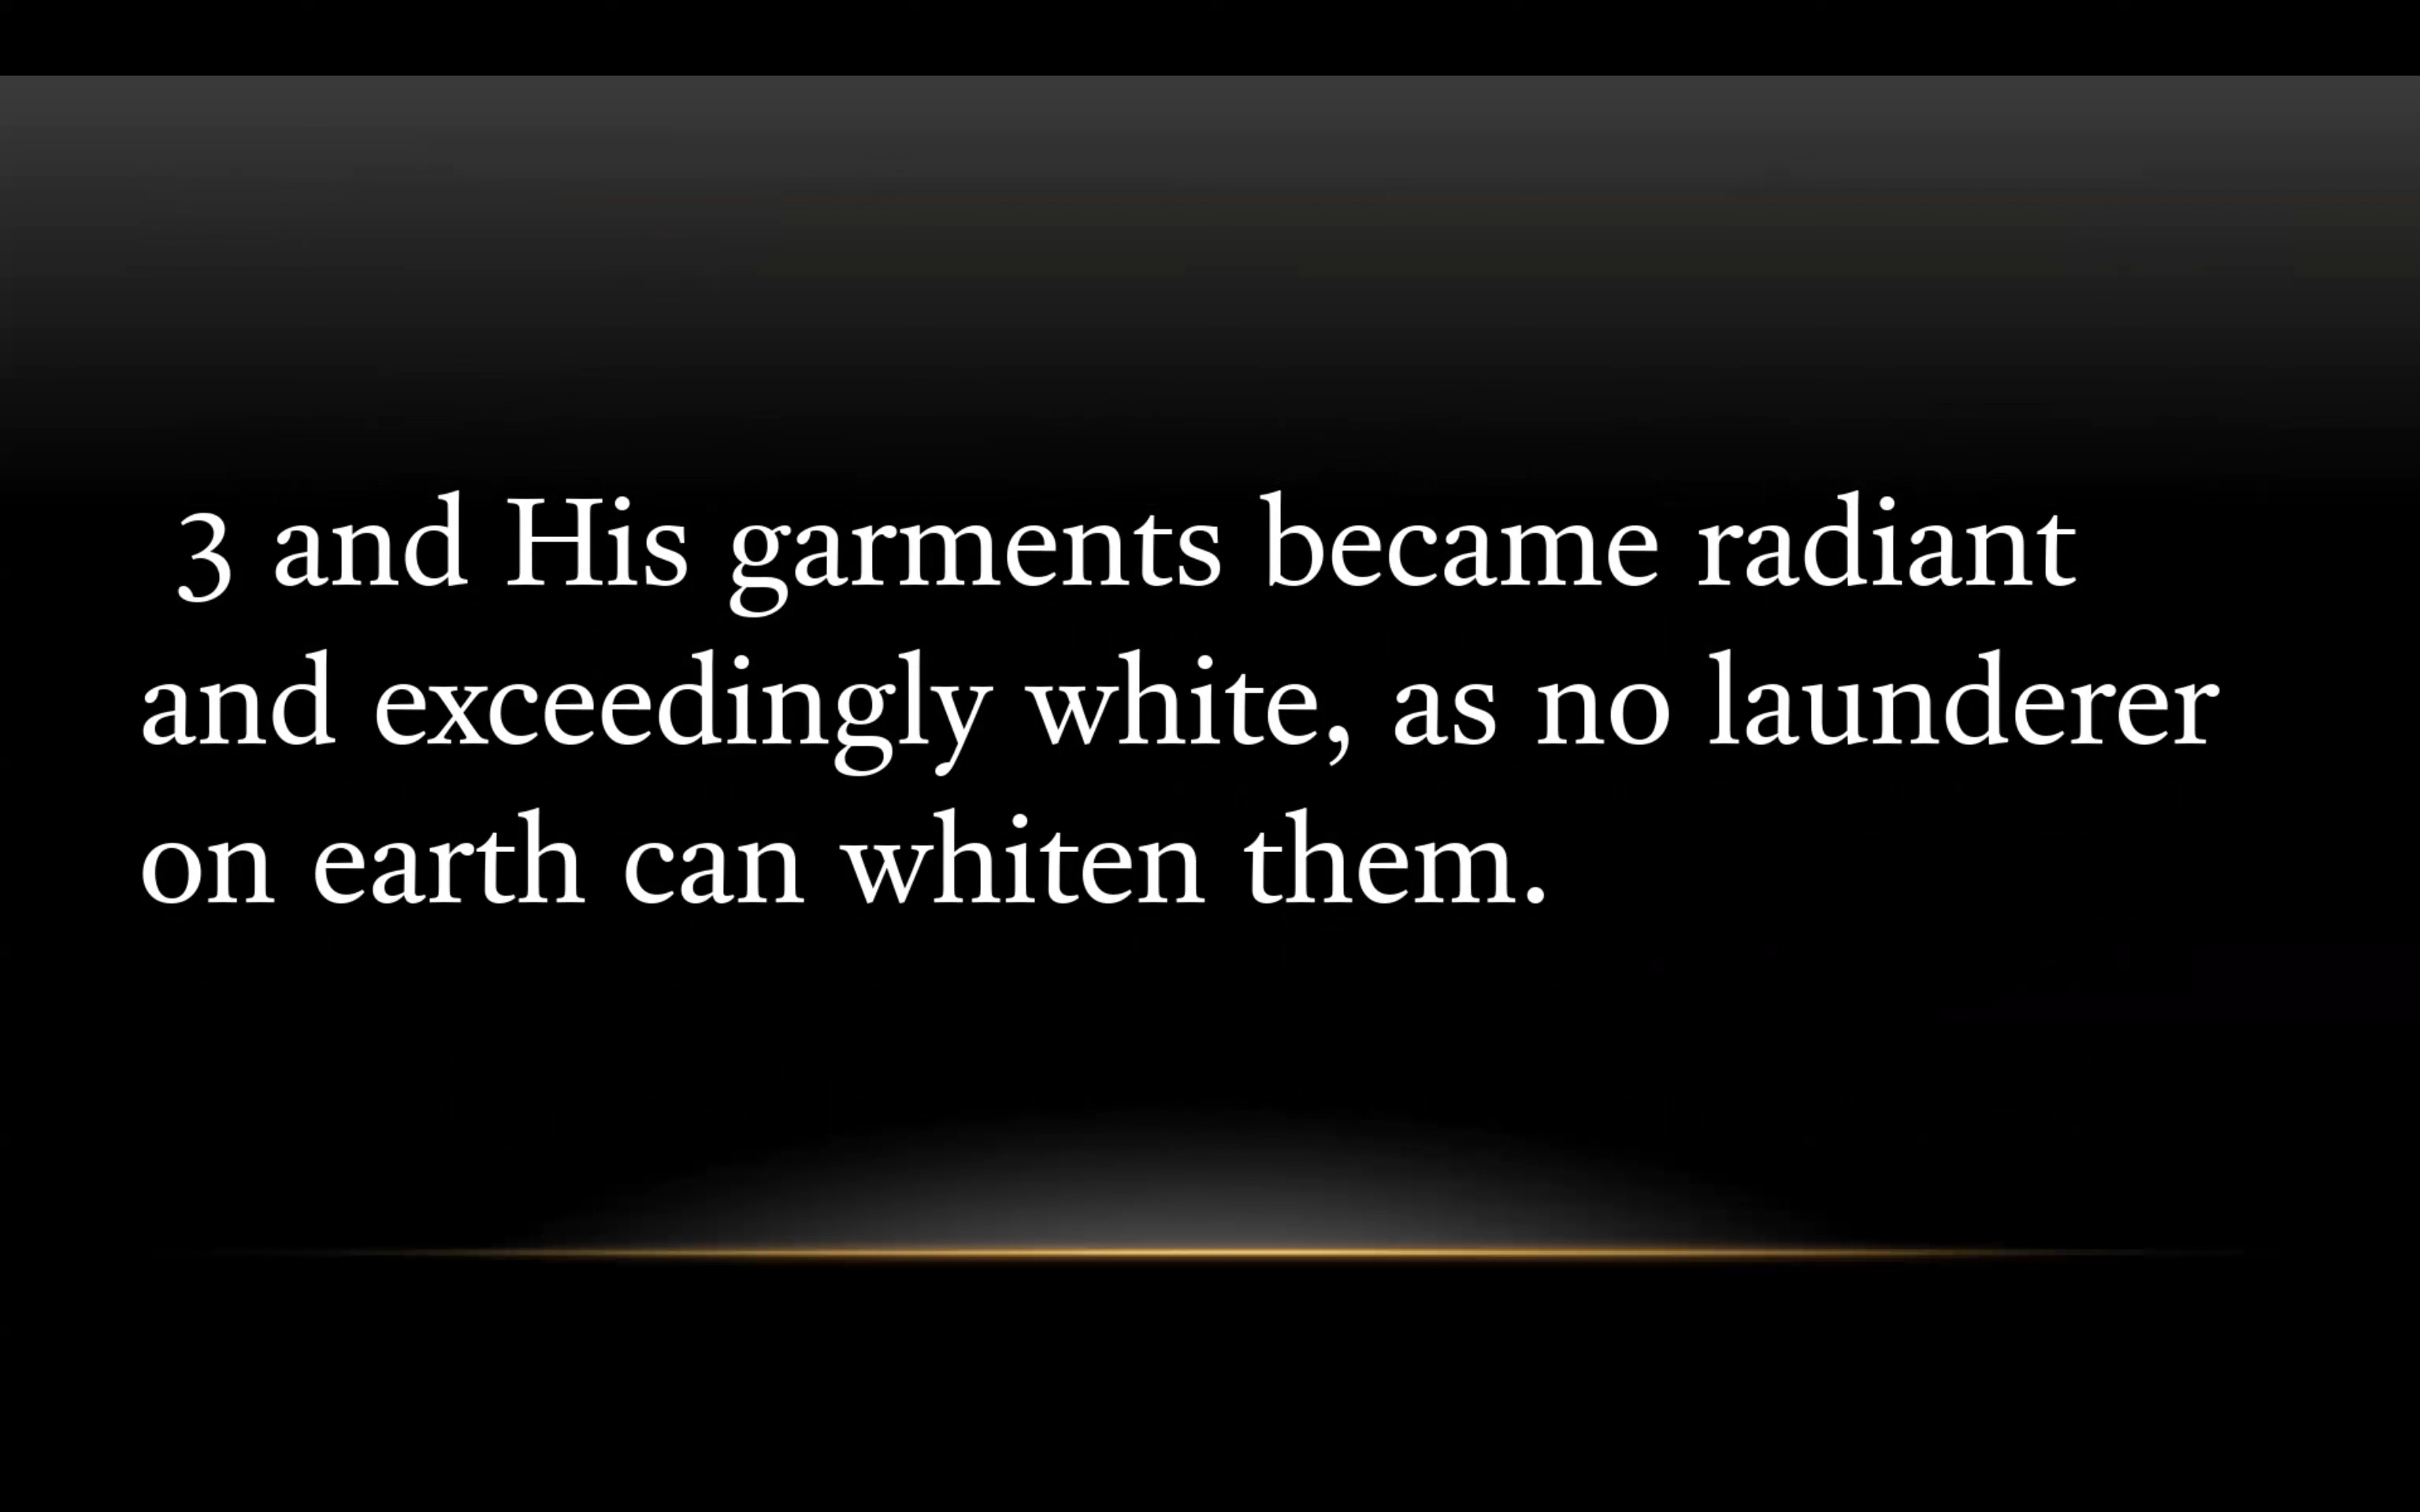 3 and His garments became radiant
and exceedingly white, as no launderer
on earth can whiten them.